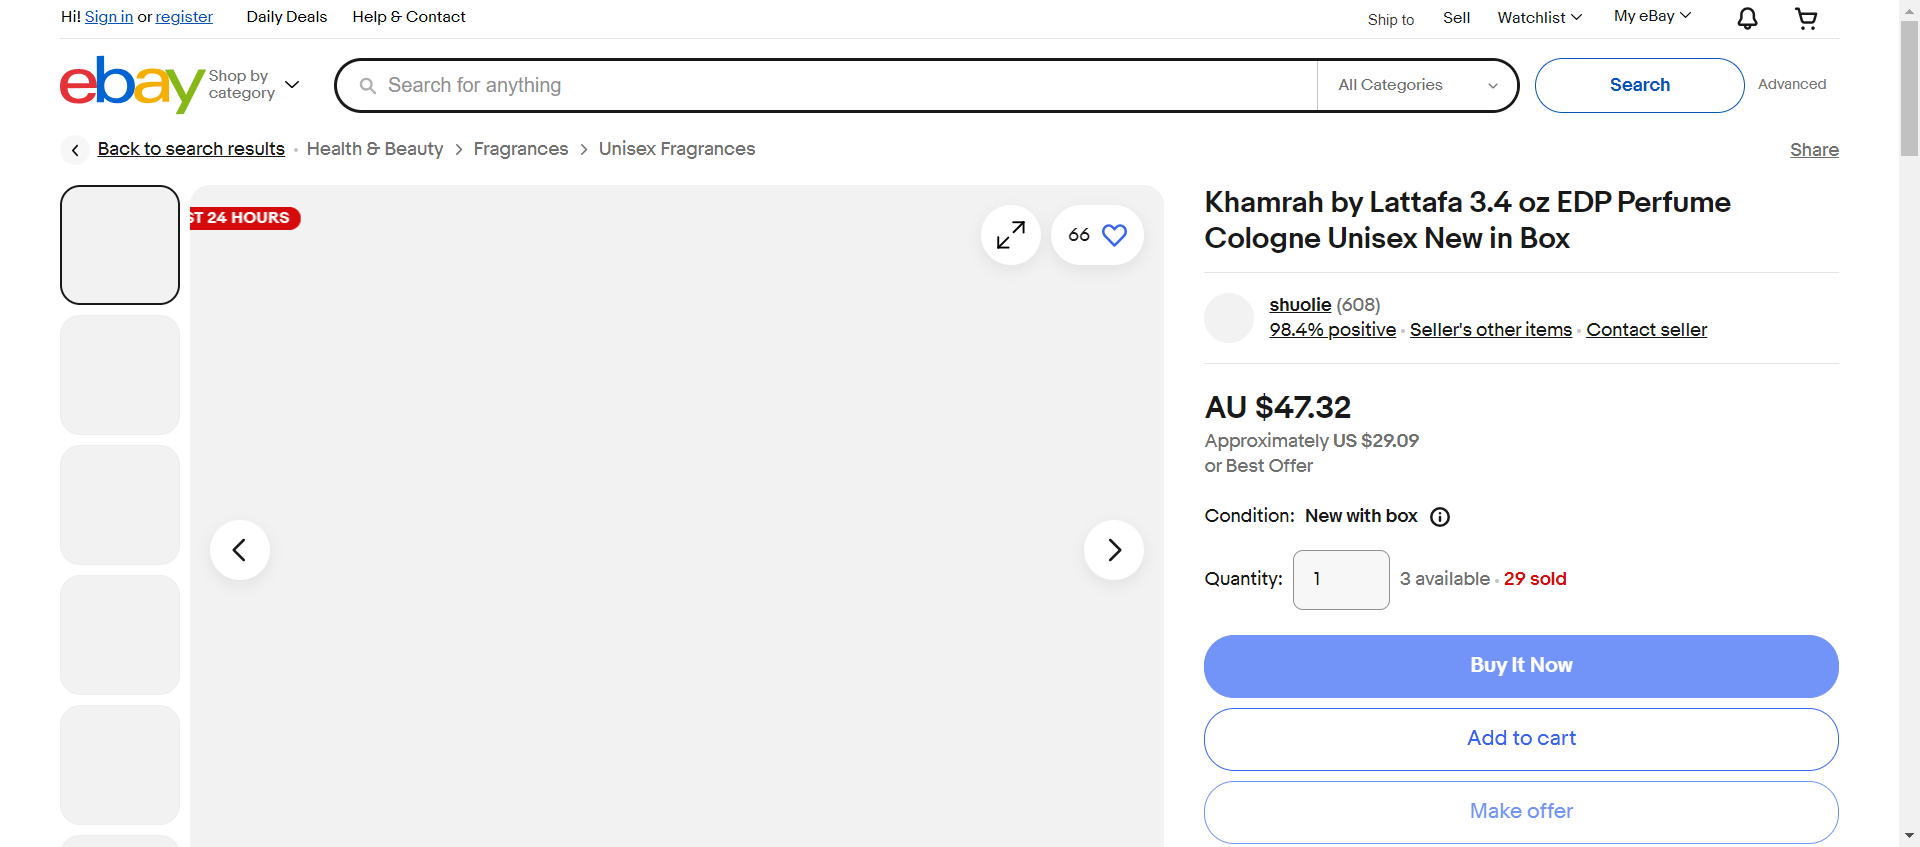 Hi! Sign in or register Daily Deals Help & Contact Ship to Sell Watchlist My eBay
ebay Shop by category Search for anything All Categories Search Advanced
Back to search results Health & Beauty Fragrances Unisex Fragrances Share
ST 24 HOURS
66
Khamrah by Lattafa 3.4 oz EDP Perfume
Cologne Unisex New in Box
shuolie (608)
98.4% positive Seller's other items Contact seller
AU $47.32
Approximately US $29.09
or Best Offer
Condition: New with box
Quantity: 1 3 available 29 sold
Buy It Now
Add to cart
Make offer